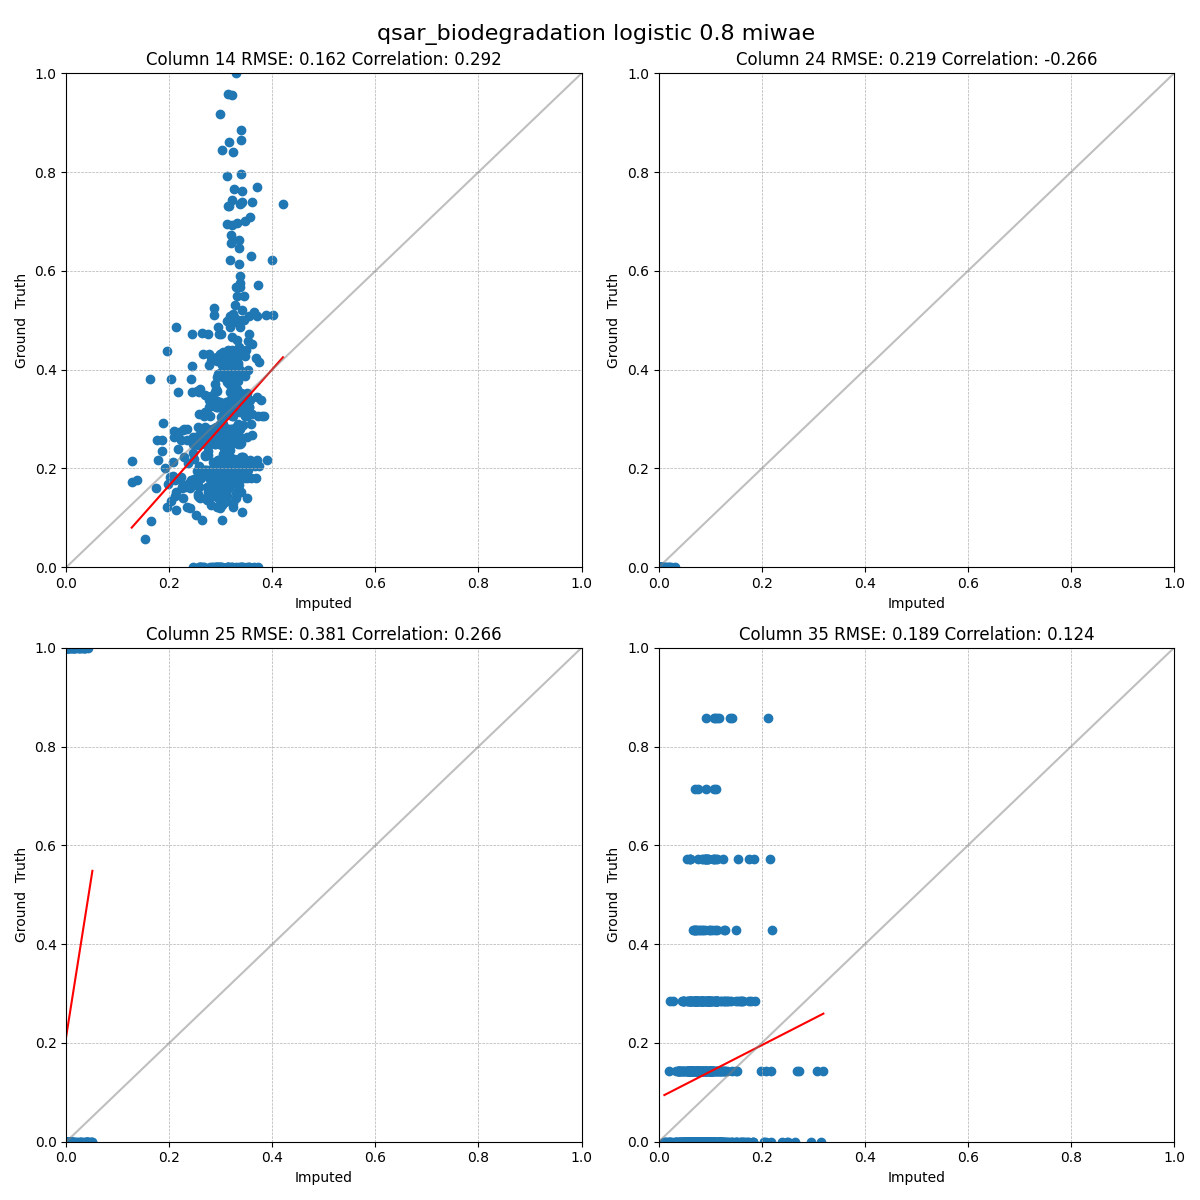 qsar_biodegradation logistic 0.8 miwae
Column 14 RMSE: 0.162 Correlation: 0.292
1.0
0.8
0.6
0.4
0.2
0.0
Ground Truth
0.0 0.2 0.4 0.6 0.8 1.0
Imputed
Column 24 RMSE: 0.219 Correlation: -0.266
1.0
0.8
0.6
0.4
0.2
0.0
Ground Truth
0.0 0.2 0.4 0.6 0.8 1.0
Imputed
Column 25 RMSE: 0.381 Correlation: 0.266
1.0
0.8
0.6
0.4
0.2
0.0
Ground Truth
0.0 0.2 0.4 0.6 0.8 1.0
Imputed
Column 35 RMSE: 0.189 Correlation: 0.124
1.0
0.8
0.6
0.4
0.2
0.0
Ground Truth
0.0 0.2 0.4 0.6 0.8 1.0
Imputed